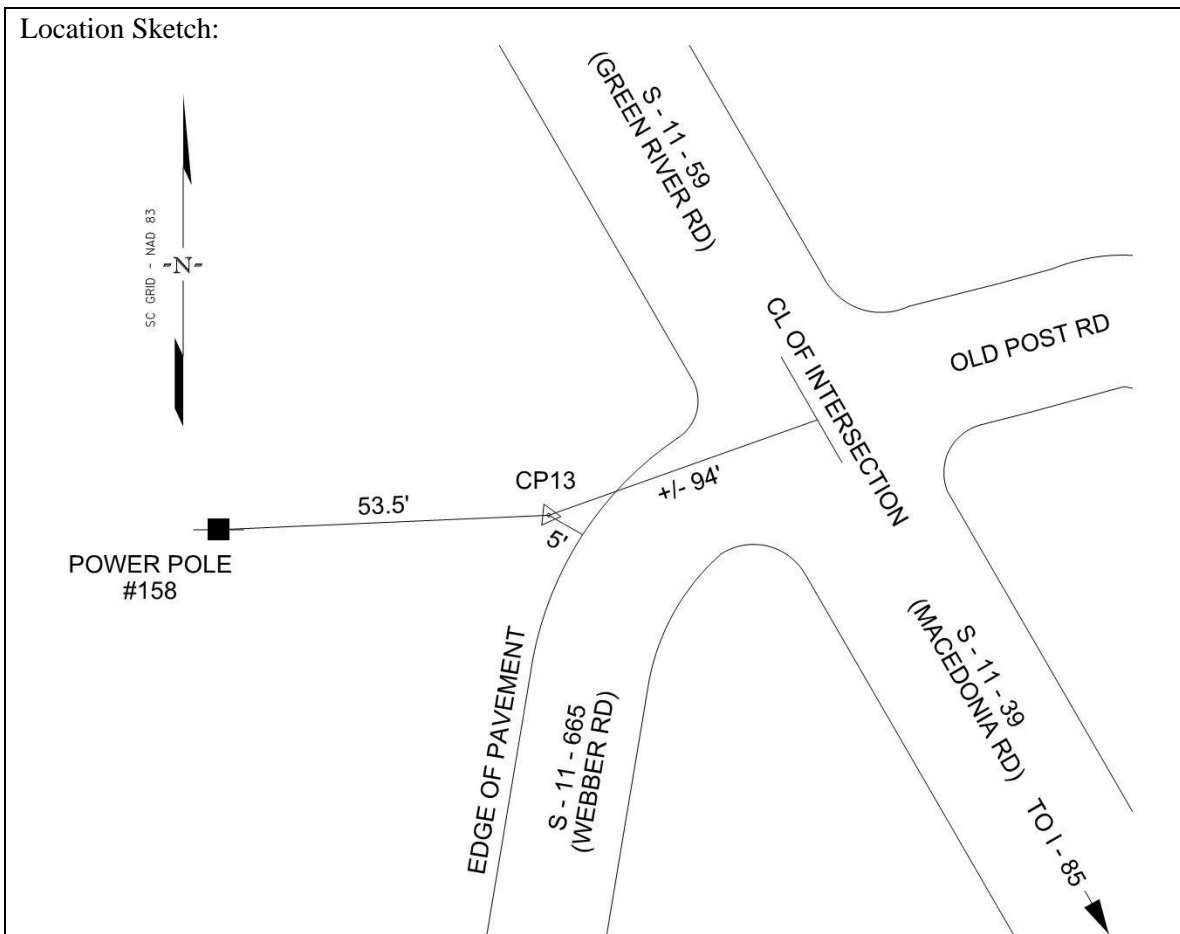 Location Sketch:
S - 11 - 59
(GREEN RIVER RD)
SC GRID - NAD 83
-N-
CL OF INTERSECTION
OLD POST RD
CP13
53.5'
+/- 94'
5'
POWER POLE
#158
EDGE OF PAVEMENT
S - 11 - 665
(WEBBER RD)
S - 11 - 39
(MACEDONIA RD)
TO I - 85